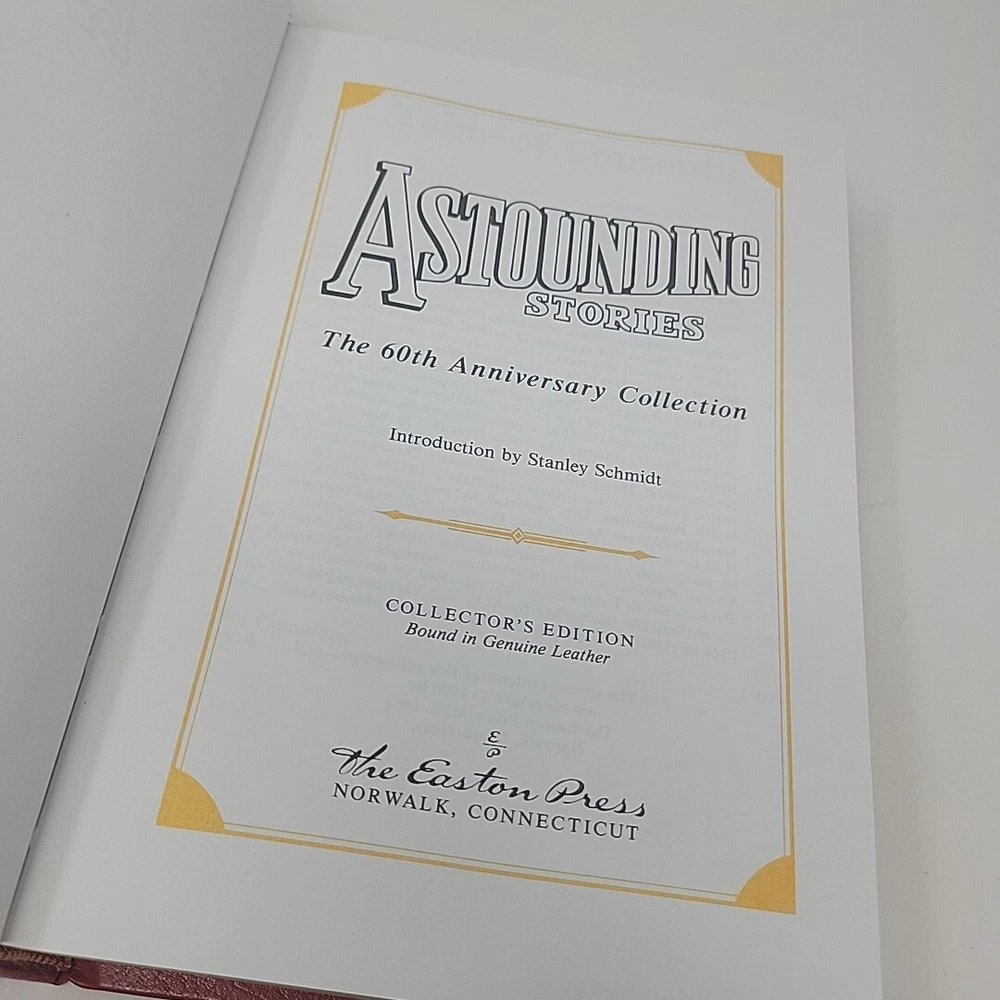 ASTOUNDING
STORIES
The 60th Anniversary Collection
Introduction by Stanley Schmidt
COLLECTOR'S EDITION
Bound in Genuine Leather
E
P
The Easton Press
NORWALK, CONNECTICUT